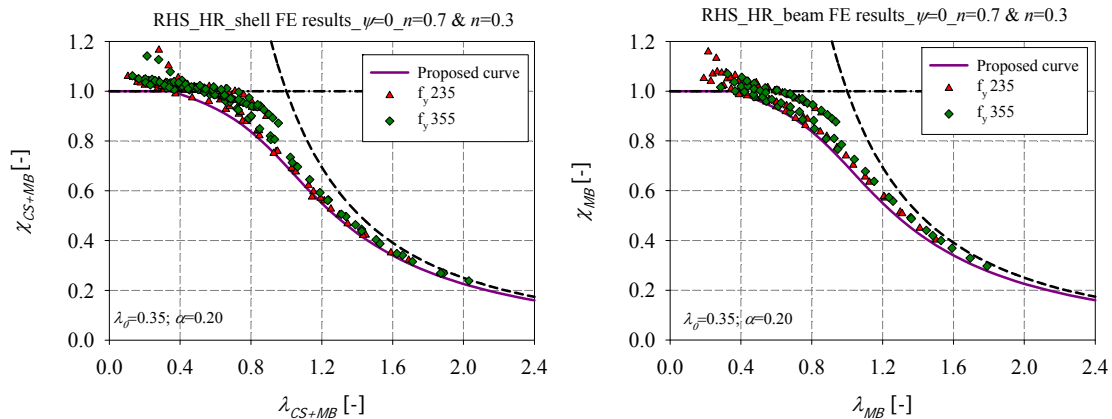 RHS_HR_shell FE results_ψ=0_n=0.7 & n=0.3
1.2
1.0
0.8
0.6
0.4
0.2
0.0
χCS+MB [-]
Proposed curve
fy 235
fy 355
λ0=0.35; α=0.20
0.0 0.4 0.8 1.2 1.6 2.0 2.4
λCS+MB [-]
RHS_HR_beam FE results_ψ=0_n=0.7 & n=0.3
1.2
1.0
0.8
0.6
0.4
0.2
0.0
χMB [-]
Proposed curve
fy 235
fy 355
λ0=0.35; α=0.20
0.0 0.4 0.8 1.2 1.6 2.0 2.4
λMB [-]